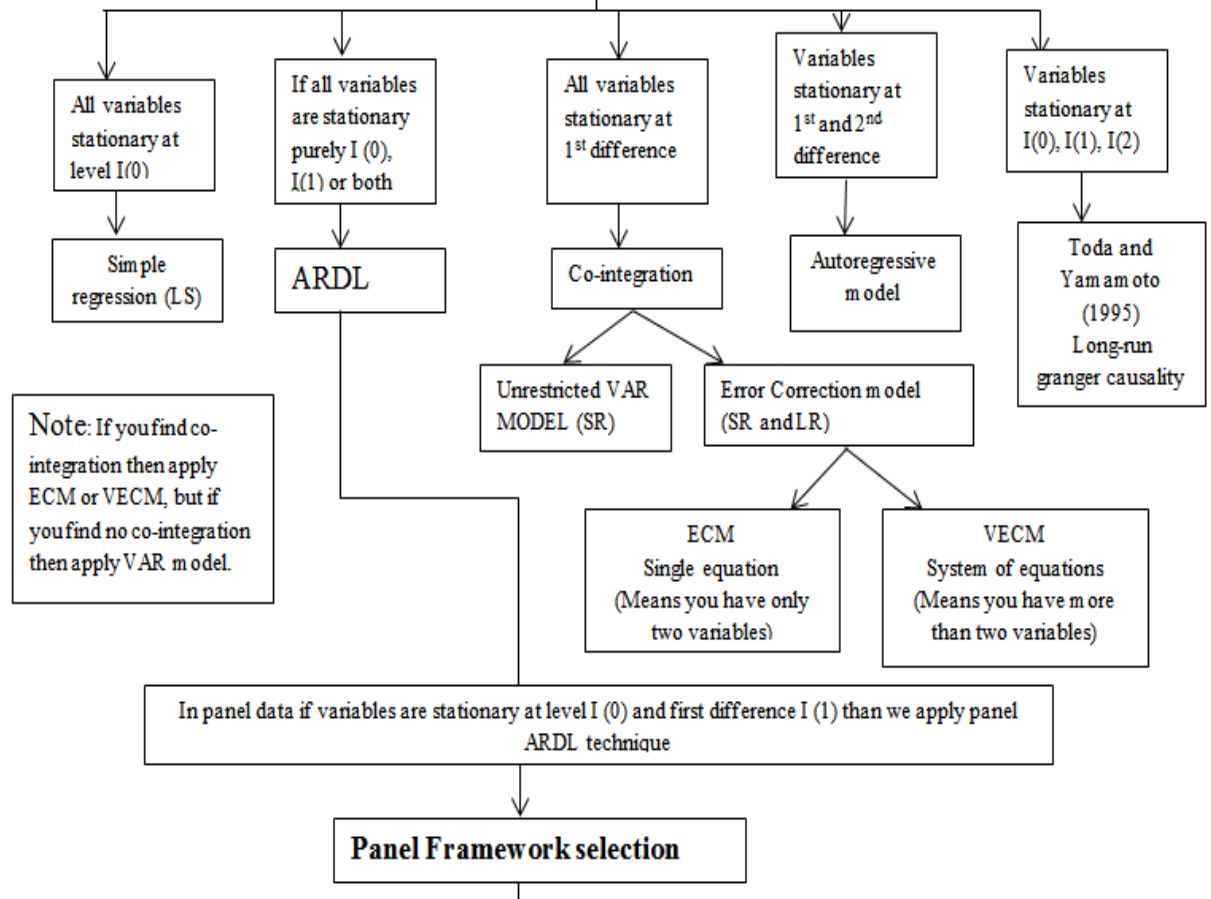 All variables
stationary at
level I(0)
If all variables
are stationary
purely I (0),
I(1) or both
All variables
stationary at
1st difference
Variables
stationary at
1st and 2nd
difference
Variables
stationary at
I(0), I(1), I(2)
Simple
regression (LS)
ARDL
Co-integration
Autoregressive
model
Toda and
Yamamoto
(1995)
Long-run
granger causality
Unrestricted VAR
MODEL (SR)
Error Correction model
(SR and LR)
Note: If you find co-
integration then apply
ECM or VECM, but if
you find no co-integration
then apply VAR model.
ECM
Single equation
(Means you have only
two variables)
VECM
System of equations
(Means you have more
than two variables)
In panel data if variables are stationary at level I (0) and first difference I (1) than we apply panel
ARDL technique
Panel Framework selection